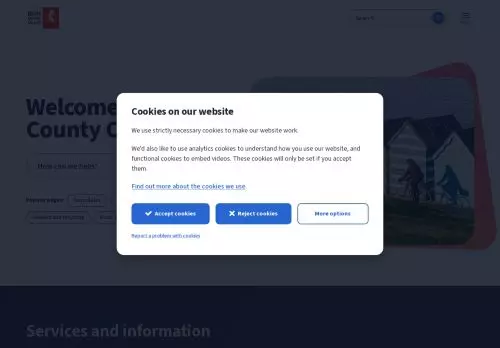 Search
Welcome
County C
How can we help?
Cookies on our website
We use strictly necessary cookies to make our website work.
We'd also like to use analytics cookies to understand how you use our website, and
functional cookies to embed videos. These cookies will only be set if you accept
them.
Find out more about the cookies we use
Accept cookies
Reject cookies
More options
Report a problem with cookies
Services and information